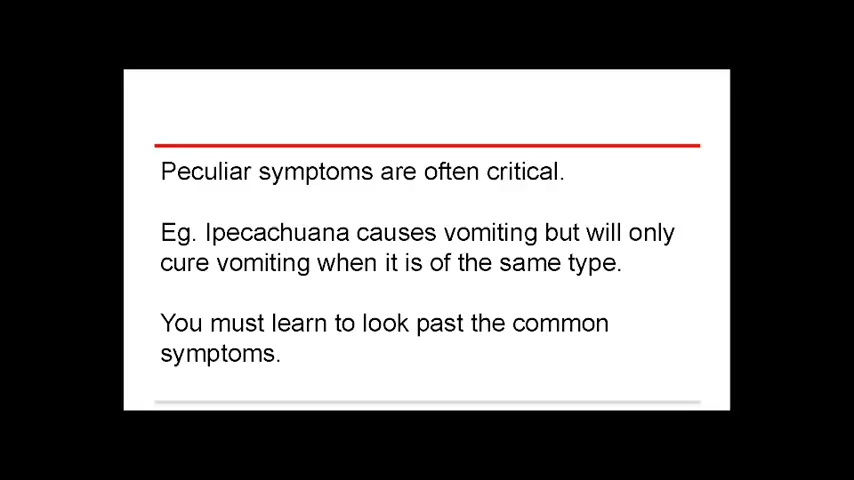 Peculiar symptoms are often critical.
Eg. Ipecachuana causes vomiting but will only
cure vomiting when it is of the same type.
You must learn to look past the common
symptoms.